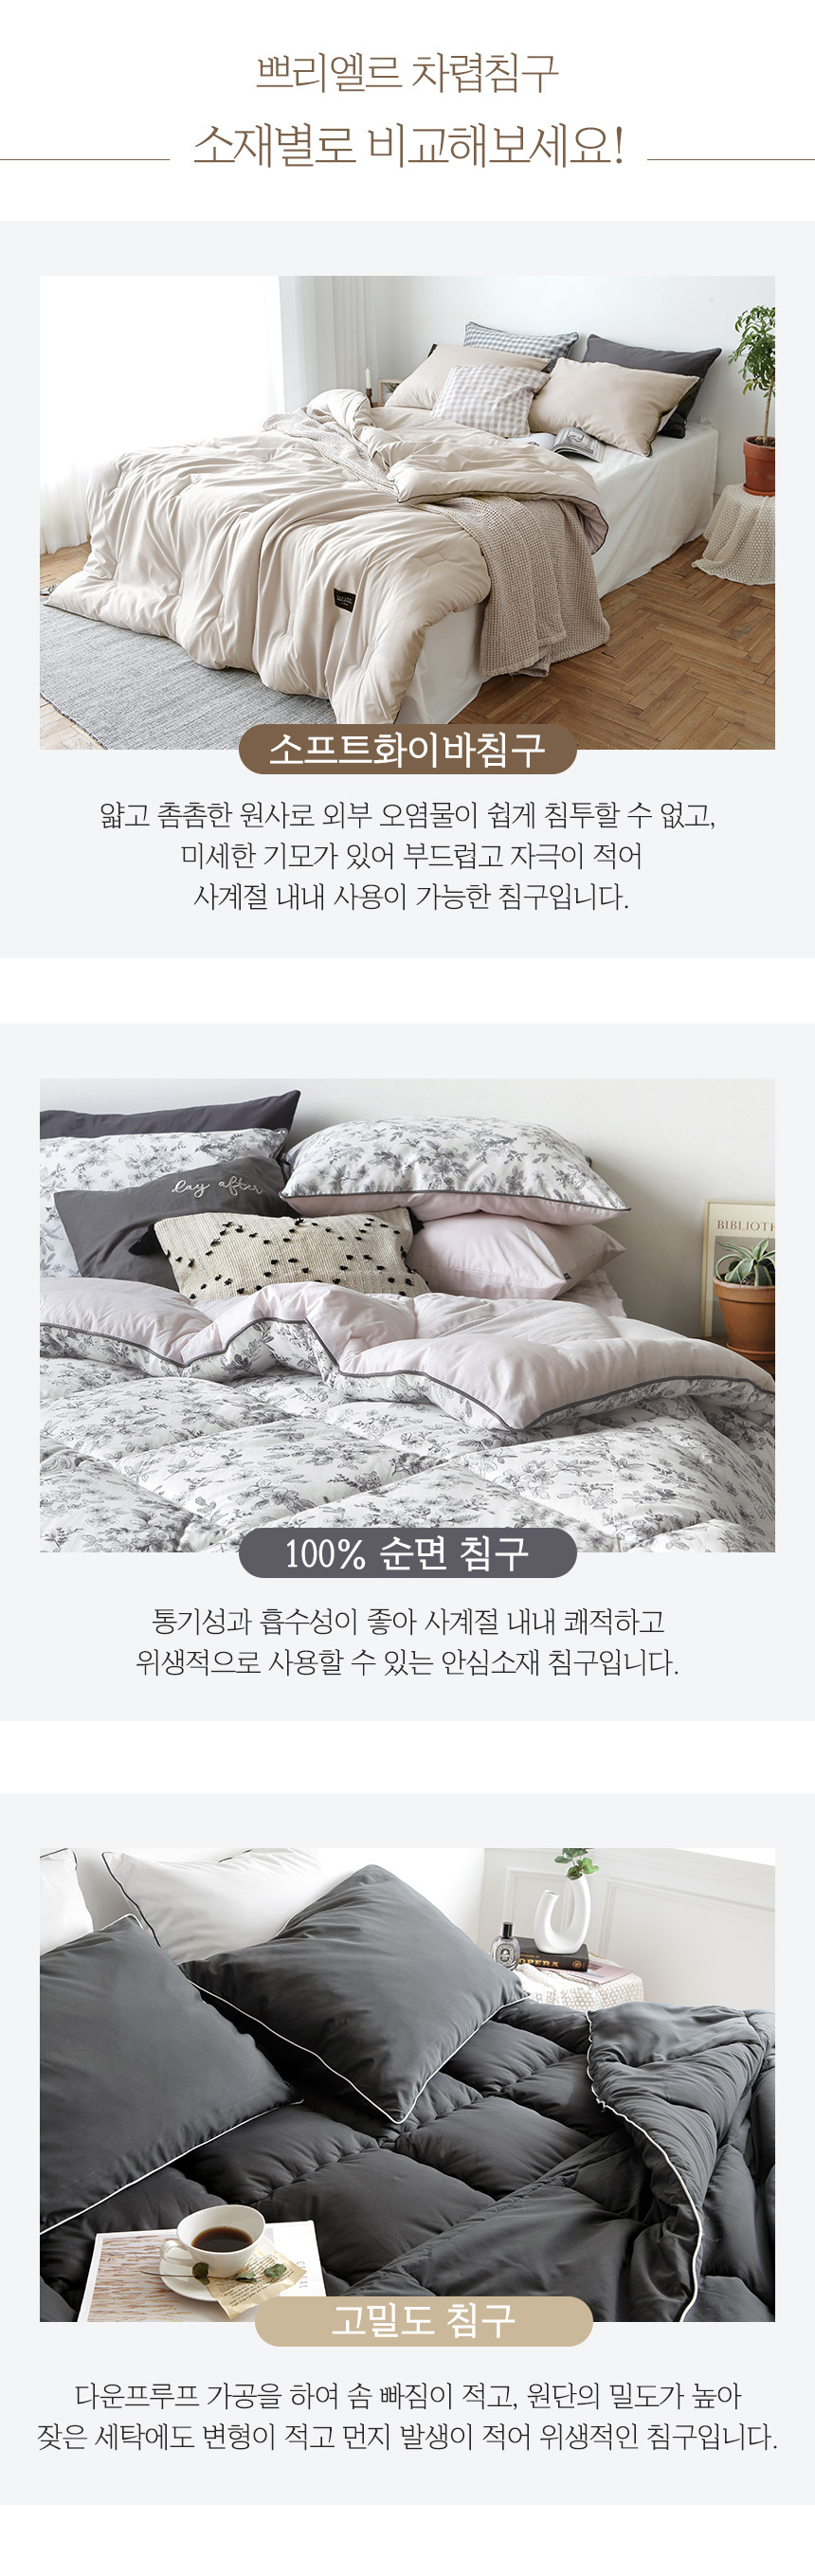 쁘리엘르 차렵침구
소재별로 비교해보세요!
소프트화이바침구
얇고 촘촘한 원사로 외부 오염물이 쉽게 침투할 수 없고,
미세한 기모가 있어 부드럽고 자극이 적어
사계절 내내 사용이 가능한 침구입니다.
lay after
BIBLIOTH
100% 순면 침구
통기성과 흡수성이 좋아 사계절 내내 쾌적하고
위생적으로 사용할 수 있는 안심소재 침구입니다.
OPERA
고밀도 침구
다운프루프 가공을 하여 솜 빠짐이 적고, 원단의 밀도가 높아
잦은 세탁에도 변형이 적고 먼지 발생이 적어 위생적인 침구입니다.